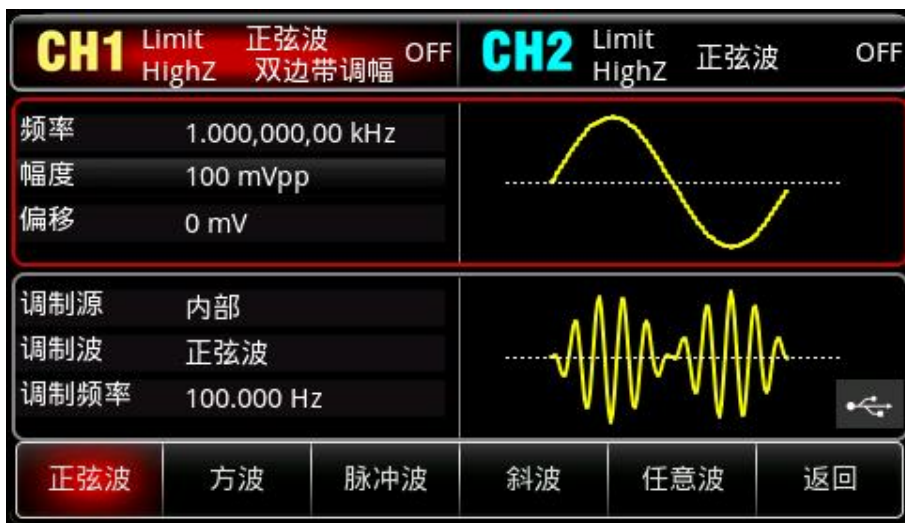 CH1 Limit 正弦波 OFF CH2 Limit 正弦波 OFF
HighZ 双边带调幅 HighZ
频率 1.000,000,00 kHz
幅度 100 mVpp
偏移 0 mV
调制源 内部
调制波 正弦波
调制频率 100.000 Hz
正弦波 方波 脉冲波 斜波 任意波 返回